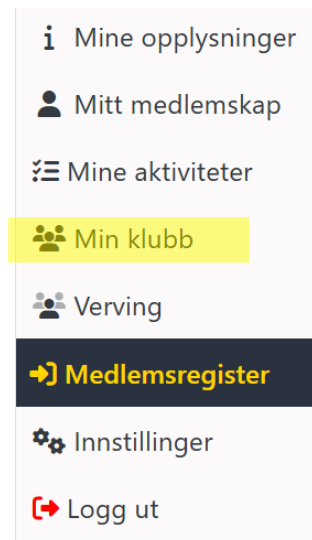 Mine opplysninger
Mitt medlemskap
Mine aktiviteter
Min klubb
Verving
Medlemsregister
Innstillinger
Logg ut